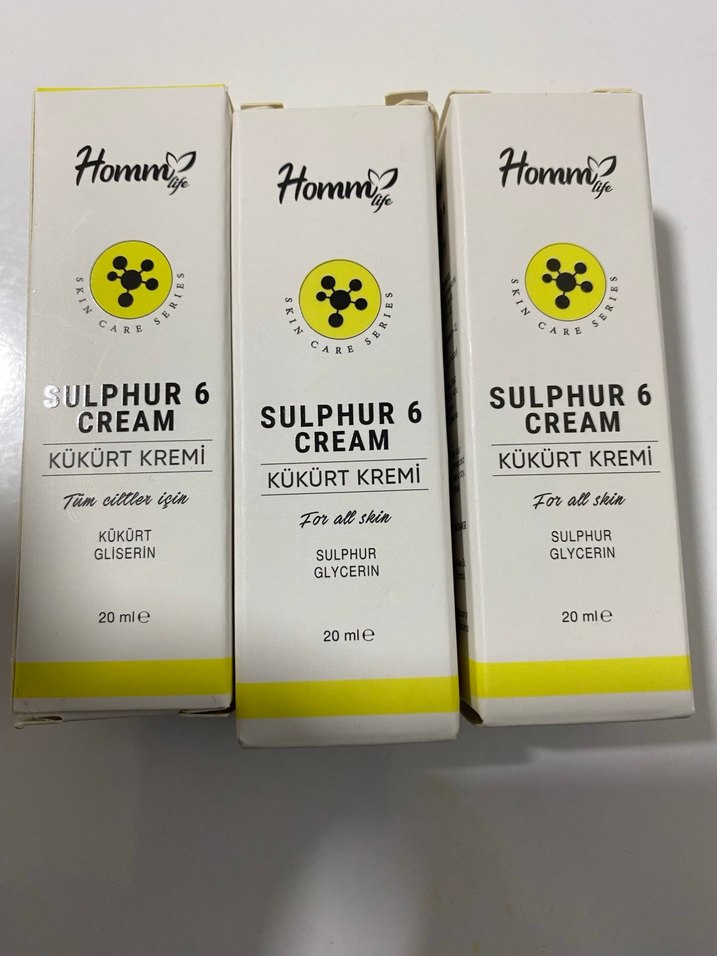 Homm
life
SKIN CARE SERIES
SULPHUR 6
CREAM
KÜKÜRT KREMİ
Tüm ciltler için
KÜKÜRT
GLİSERİN
20 ml e
Homm
life
SKIN CARE SERIES
SULPHUR 6
CREAM
KÜKÜRT KREMİ
For all skin
SULPHUR
GLYCERIN
20 ml e
Homm
life
SKIN CARE SERIES
SULPHUR 6
CREAM
KÜKÜRT KREMİ
For all skin
SULPHUR
GLYCERIN
20 ml e